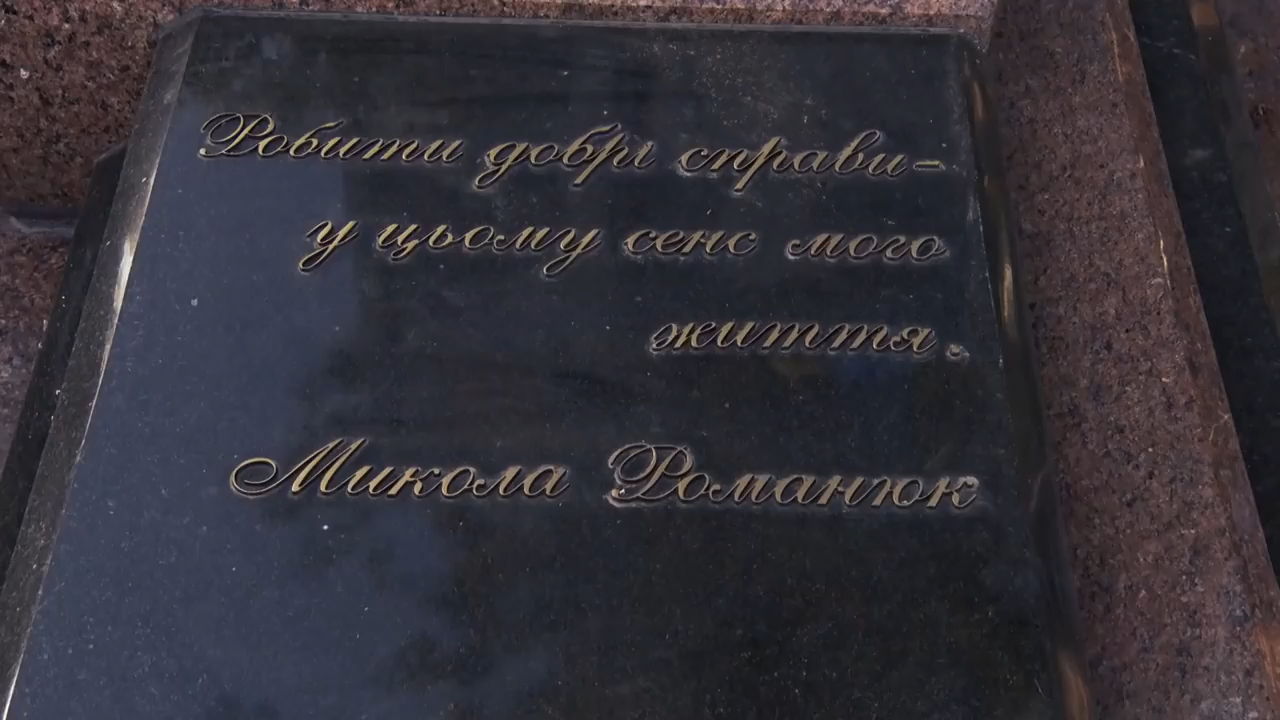 Робити добрі справи –
у цьому сенс мого
життя.
Микола Романюк